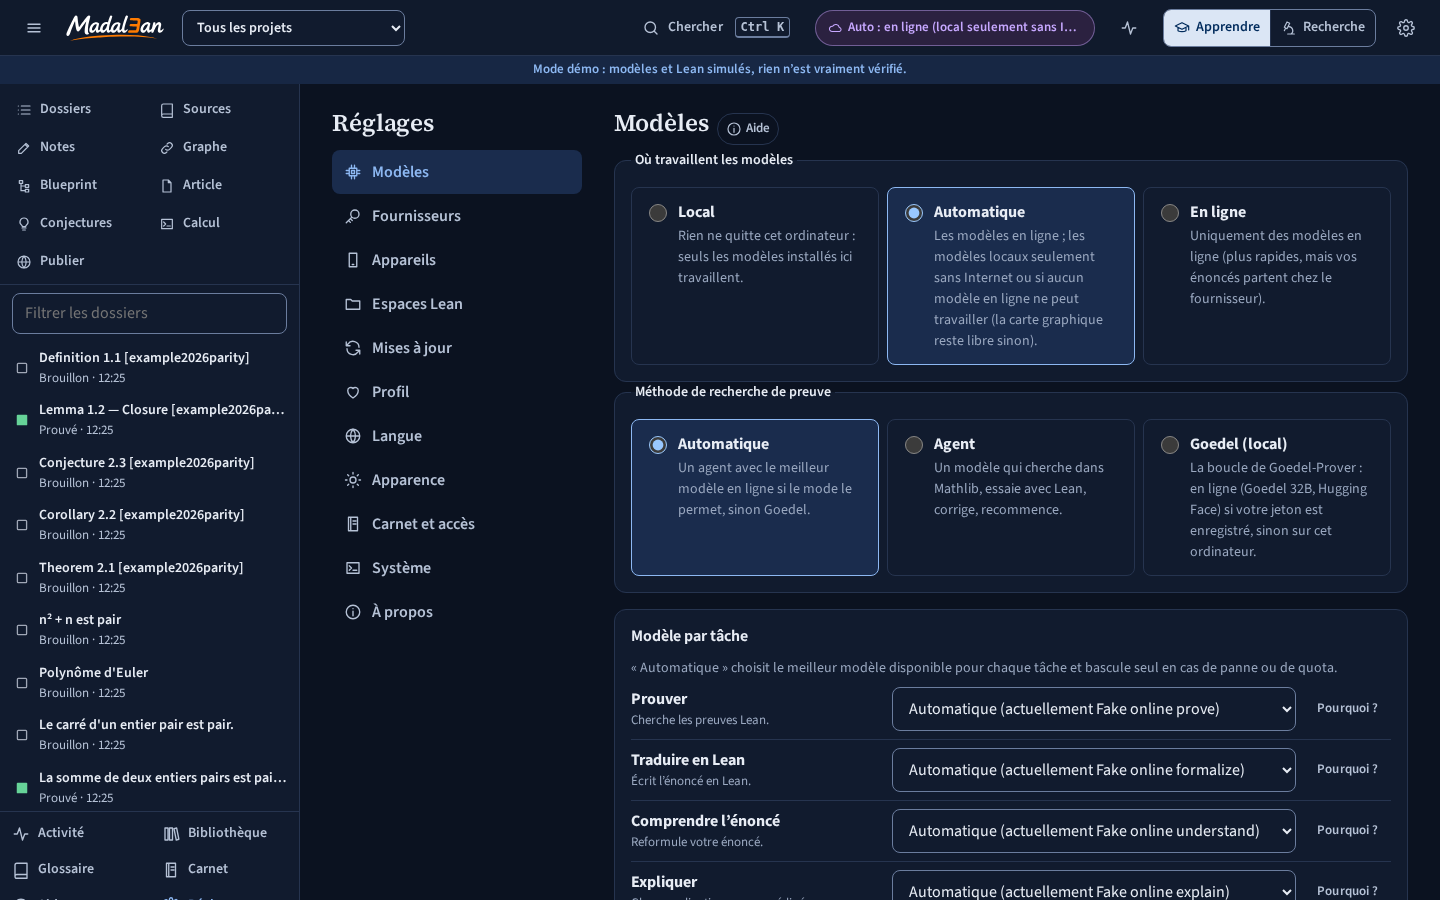 MadalƎan
Tous les projets
Chercher
Ctrl K
Auto : en ligne (local seulement sans I…
Apprendre
Recherche
Mode démo : modèles et Lean simulés, rien n’est vraiment vérifié.
Dossiers
Sources
Notes
Graphe
Blueprint
Article
Conjectures
Calcul
Publier
Filtrer les dossiers
Definition 1.1 [example2026parity]
Brouillon · 12:25
Lemma 1.2 — Closure [example2026pa…
Prouvé · 12:25
Conjecture 2.3 [example2026parity]
Brouillon · 12:25
Corollary 2.2 [example2026parity]
Brouillon · 12:25
Theorem 2.1 [example2026parity]
Brouillon · 12:25
n² + n est pair
Brouillon · 12:25
Polynôme d'Euler
Brouillon · 12:25
Le carré d'un entier pair est pair.
Brouillon · 12:25
La somme de deux entiers pairs est pai…
Prouvé · 12:25
Activité
Bibliothèque
Glossaire
Carnet
Réglages
Modèles
Fournisseurs
Appareils
Espaces Lean
Mises à jour
Profil
Langue
Apparence
Carnet et accès
Système
À propos
Modèles
Aide
Où travaillent les modèles
Local
Rien ne quitte cet ordinateur :
seuls les modèles installés ici
travaillent.
Automatique
Les modèles en ligne ; les
modèles locaux seulement
sans Internet ou si aucun
modèle en ligne ne peut
travailler (la carte graphique
reste libre sinon).
En ligne
Uniquement des modèles en
ligne (plus rapides, mais vos
énoncés partent chez le
fournisseur).
Méthode de recherche de preuve
Automatique
Un agent avec le meilleur
modèle en ligne si le mode le
permet, sinon Goedel.
Agent
Un modèle qui cherche dans
Mathlib, essaie avec Lean,
corrige, recommence.
Goedel (local)
La boucle de Goedel-Prover :
en ligne (Goedel 32B, Hugging
Face) si votre jeton est
enregistré, sinon sur cet
ordinateur.
Modèle par tâche
« Automatique » choisit le meilleur modèle disponible pour chaque tâche et bascule seul en cas de panne ou de quota.
Prouver
Cherche les preuves Lean.
Automatique (actuellement Fake online prove)
Pourquoi ?
Traduire en Lean
Écrit l’énoncé en Lean.
Automatique (actuellement Fake online formalize)
Pourquoi ?
Comprendre l’énoncé
Reformule votre énoncé.
Automatique (actuellement Fake online understand)
Pourquoi ?
Expliquer
Automatique (actuellement Fake online explain)
Pourquoi ?